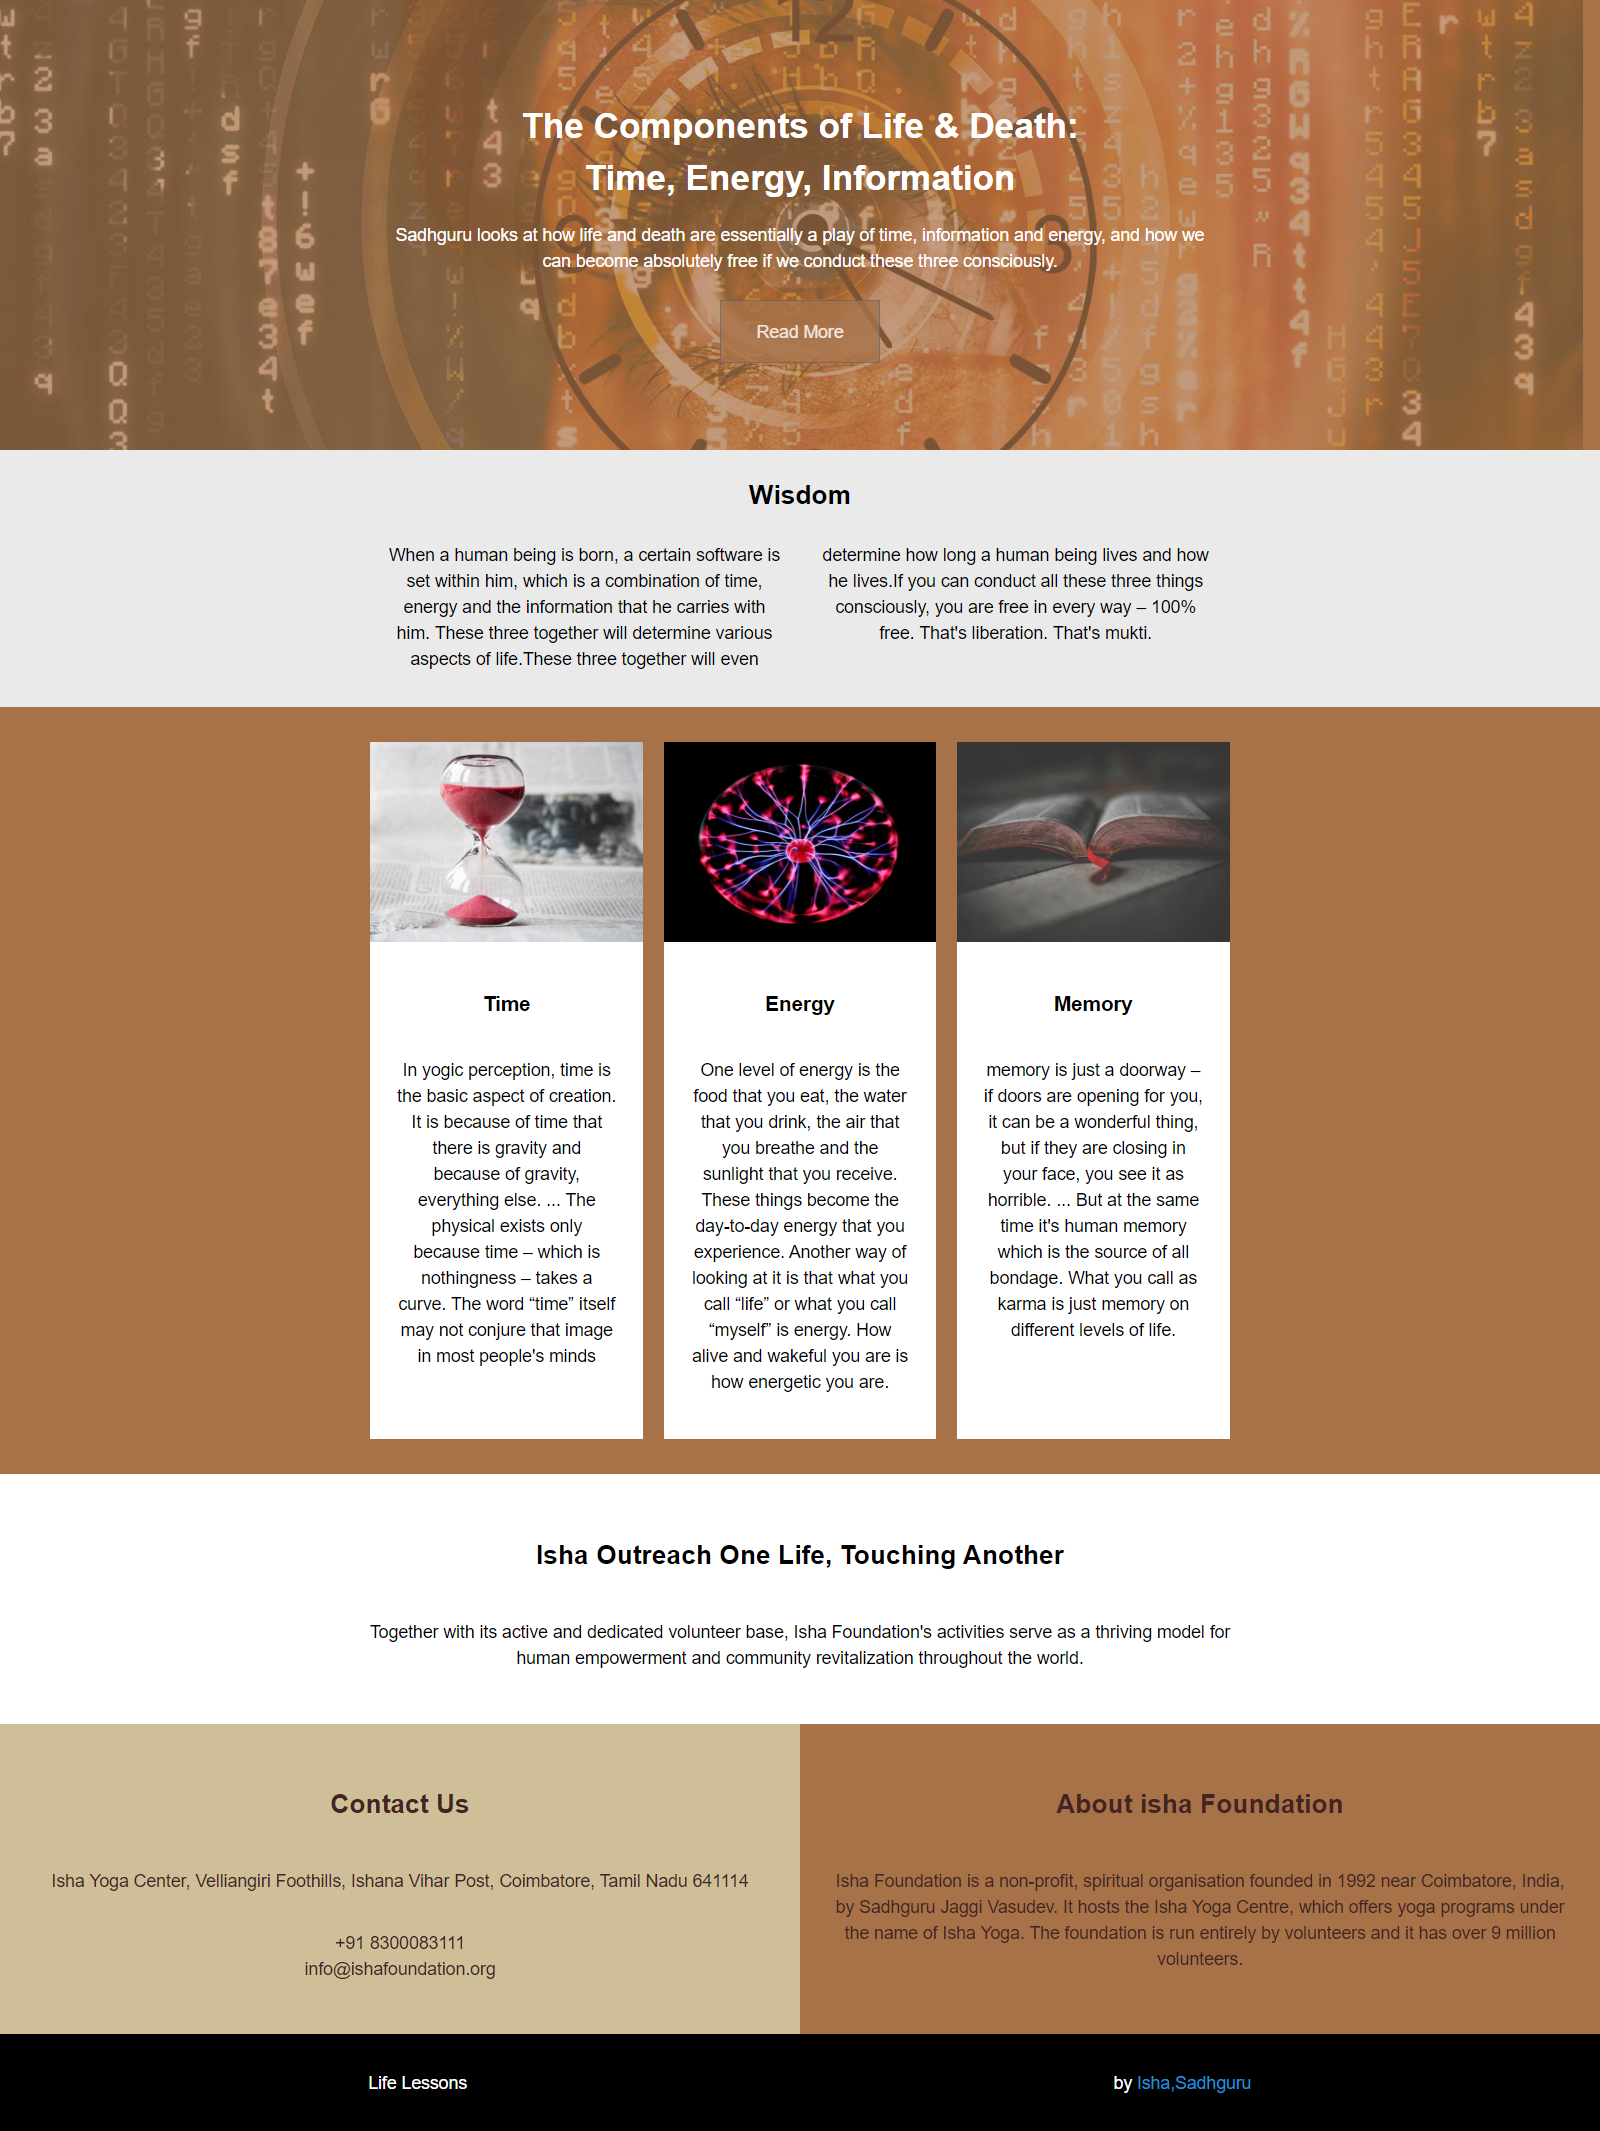 The Components of Life & Death:
Time, Energy, Information
Sadhguru looks at how life and death are essentially a play of time, information and energy, and how we
can become absolutely free if we conduct these three consciously.
Read More
Wisdom
When a human being is born, a certain software is
set within him, which is a combination of time,
energy and the information that he carries with
him. These three together will determine various
aspects of life.These three together will even
determine how long a human being lives and how
he lives.If you can conduct all these three things
consciously, you are free in every way – 100%
free. That's liberation. That's mukti.
Time
In yogic perception, time is
the basic aspect of creation.
It is because of time that
there is gravity and
because of gravity,
everything else. ... The
physical exists only
because time – which is
nothingness – takes a
curve. The word “time” itself
may not conjure that image
in most people's minds
Energy
One level of energy is the
food that you eat, the water
that you drink, the air that
you breathe and the
sunlight that you receive.
These things become the
day-to-day energy that you
experience. Another way of
looking at it is that what you
call “life” or what you call
“myself” is energy. How
alive and wakeful you are is
how energetic you are.
Memory
memory is just a doorway –
if doors are opening for you,
it can be a wonderful thing,
but if they are closing in
your face, you see it as
horrible. ... But at the same
time it's human memory
which is the source of all
bondage. What you call as
karma is just memory on
different levels of life.
Isha Outreach One Life, Touching Another
Together with its active and dedicated volunteer base, Isha Foundation's activities serve as a thriving model for
human empowerment and community revitalization throughout the world.
Contact Us
Isha Yoga Center, Velliangiri Foothills, Ishana Vihar Post, Coimbatore, Tamil Nadu 641114
+91 8300083111
info@ishafoundation.org
About isha Foundation
Isha Foundation is a non-profit, spiritual organisation founded in 1992 near Coimbatore, India,
by Sadhguru Jaggi Vasudev. It hosts the Isha Yoga Centre, which offers yoga programs under
the name of Isha Yoga. The foundation is run entirely by volunteers and it has over 9 million
volunteers.
Life Lessons
by Isha,Sadhguru